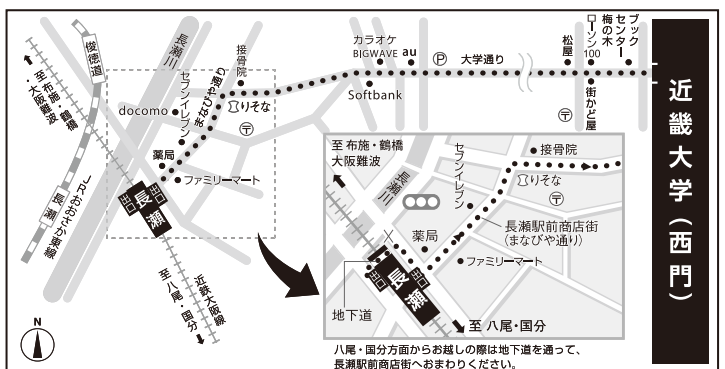 俊徳道
至布施・鶴橋
・大阪難波
JRおおさか東線
長瀬
長瀬川
接骨院
まなびや通り
docomo
セブンイレブン
りそな
〒
薬局
ファミリーマート
出口
長瀬
出口
近鉄大阪線
至八尾・国分
N
カラオケ
BIGWAVE
au
Softbank
P
大学通り
松屋
ローソン100
梅の木
ブック
センター
街かど屋
〒
近畿大学(西門)
至 布施・鶴橋
大阪難波
長瀬川
セブンイレブン
接骨院
りそな
〒
長瀬駅前商店街
(まなびや通り)
薬局
ファミリーマート
出口
長瀬
出口
地下道
至 八尾・国分
八尾・国分方面からお越しの際は地下道を通って、
長瀬駅前商店街へおまわりください。